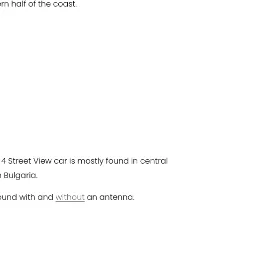 rn half of the coast.
4 Street View car is mostly found in central
Bulgaria.
und with and without an antenna.